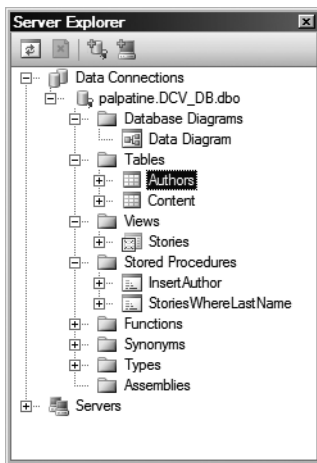 Server Explorer
Data Connections
palpatine.DCV_DB.dbo
Database Diagrams
Data Diagram
Tables
Authors
Content
Views
Stories
Stored Procedures
InsertAuthor
StoriesWhereLastName
Functions
Synonyms
Types
Assemblies
Servers